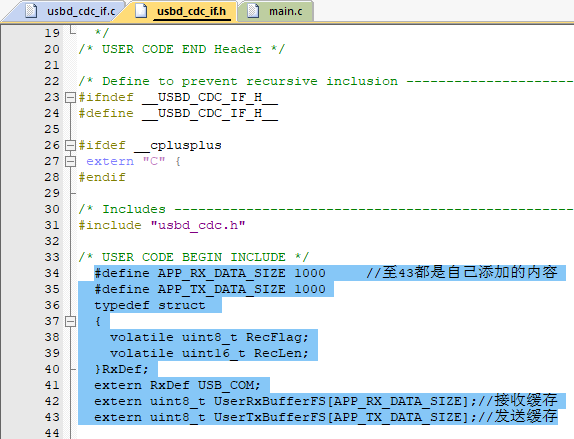 usbd_cdc_if.c usbd_cdc_if.h main.c
19 */
20 /* USER CODE END Header */
21
22 /* Define to prevent recursive inclusion ---------------------
23 #ifndef __USBD_CDC_IF_H__
24 #define __USBD_CDC_IF_H__
25
26 #ifdef __cplusplus
27 extern "C" {
28 #endif
29
30 /* Includes ---------------------------------------------------
31 #include "usbd_cdc.h"
32
33 /* USER CODE BEGIN INCLUDE */
34 #define APP_RX_DATA_SIZE 1000 //至43都是自己添加的内容
35 #define APP_TX_DATA_SIZE 1000
36 typedef struct
37 {
38 volatile uint8_t RecFlag;
39 volatile uint16_t RecLen;
40 }RxDef;
41 extern RxDef USB_COM;
42 extern uint8_t UserRxBufferFS[APP_RX_DATA_SIZE];//接收缓存
43 extern uint8_t UserTxBufferFS[APP_TX_DATA_SIZE];//发送缓存
44